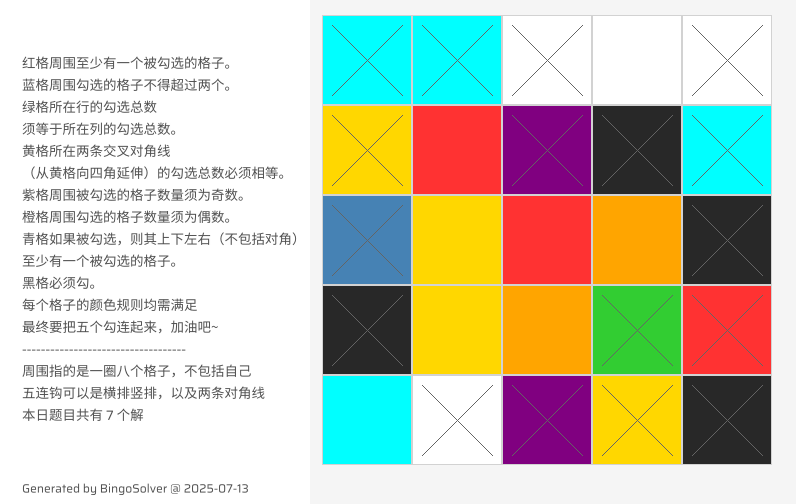 红格周围至少有一个被勾选的格子。
蓝格周围勾选的格子不得超过两个。
绿格所在行的勾选总数
须等于所在列的勾选总数。
黄格所在两条交叉对角线
（从黄格向四角延伸）的勾选总数必须相等。
紫格周围被勾选的格子数量须为奇数。
橙格周围勾选的格子数量须为偶数。
青格如果被勾选，则其上下左右（不包括对角）
至少有一个被勾选的格子。
黑格必须勾。
每个格子的颜色规则均需满足
最终要把五个勾连起来，加油吧~
----------------------------------
周围指的是一圈八个格子，不包括自己
五连钩可以是横排竖排，以及两条对角线
本日题目共有 7 个解
Generated by BingoSolver @ 2025-07-13